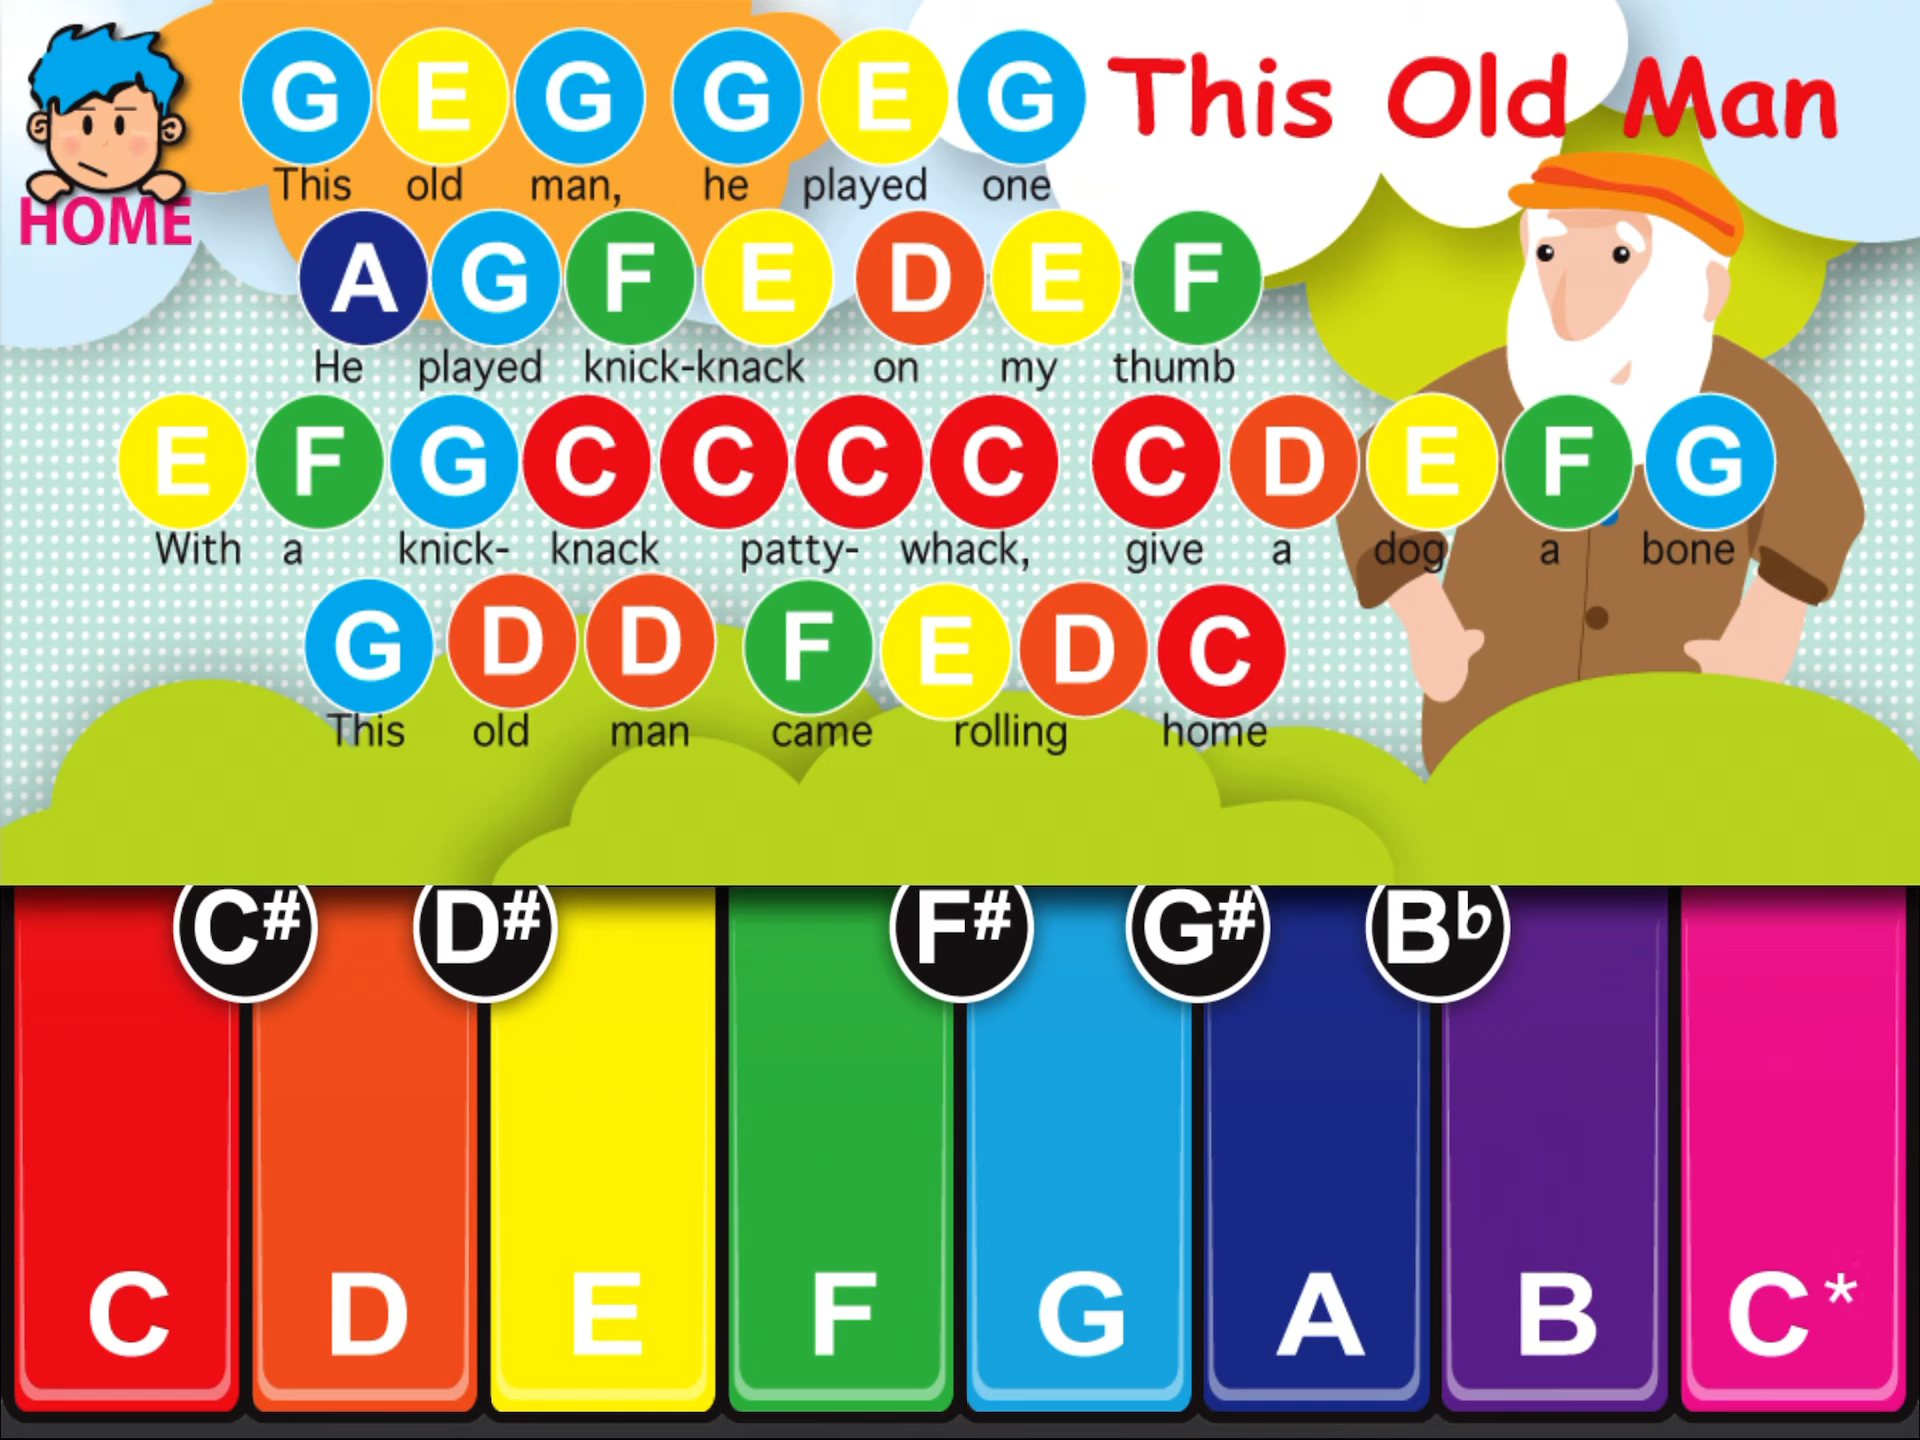 G E G G E G
This Old Man
This old man, he played one
HOME
A G F E D E F
He played knick-knack on my thumb
E F G C C C C C D E F G
With a knick- knack patty- whack, give a dog a bone
G D D F E D C
This old man came rolling home
C# D# F# G# Bb
C D E F G A B C*